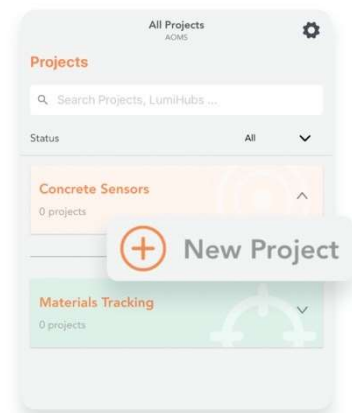 All Projects
AOMS
Projects
Search Projects, LumiHubs ...
Status All
Concrete Sensors
0 projects
New Project
Materials Tracking
0 projects